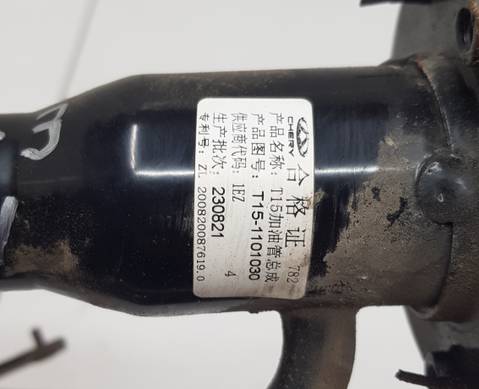 CHERY 合格证 782
产品名称: T15加油管总成
产品图号: T15-1101030
供应商代码: 1EZ
生产批次: 230821 4
专利号: ZL 200820087619.0